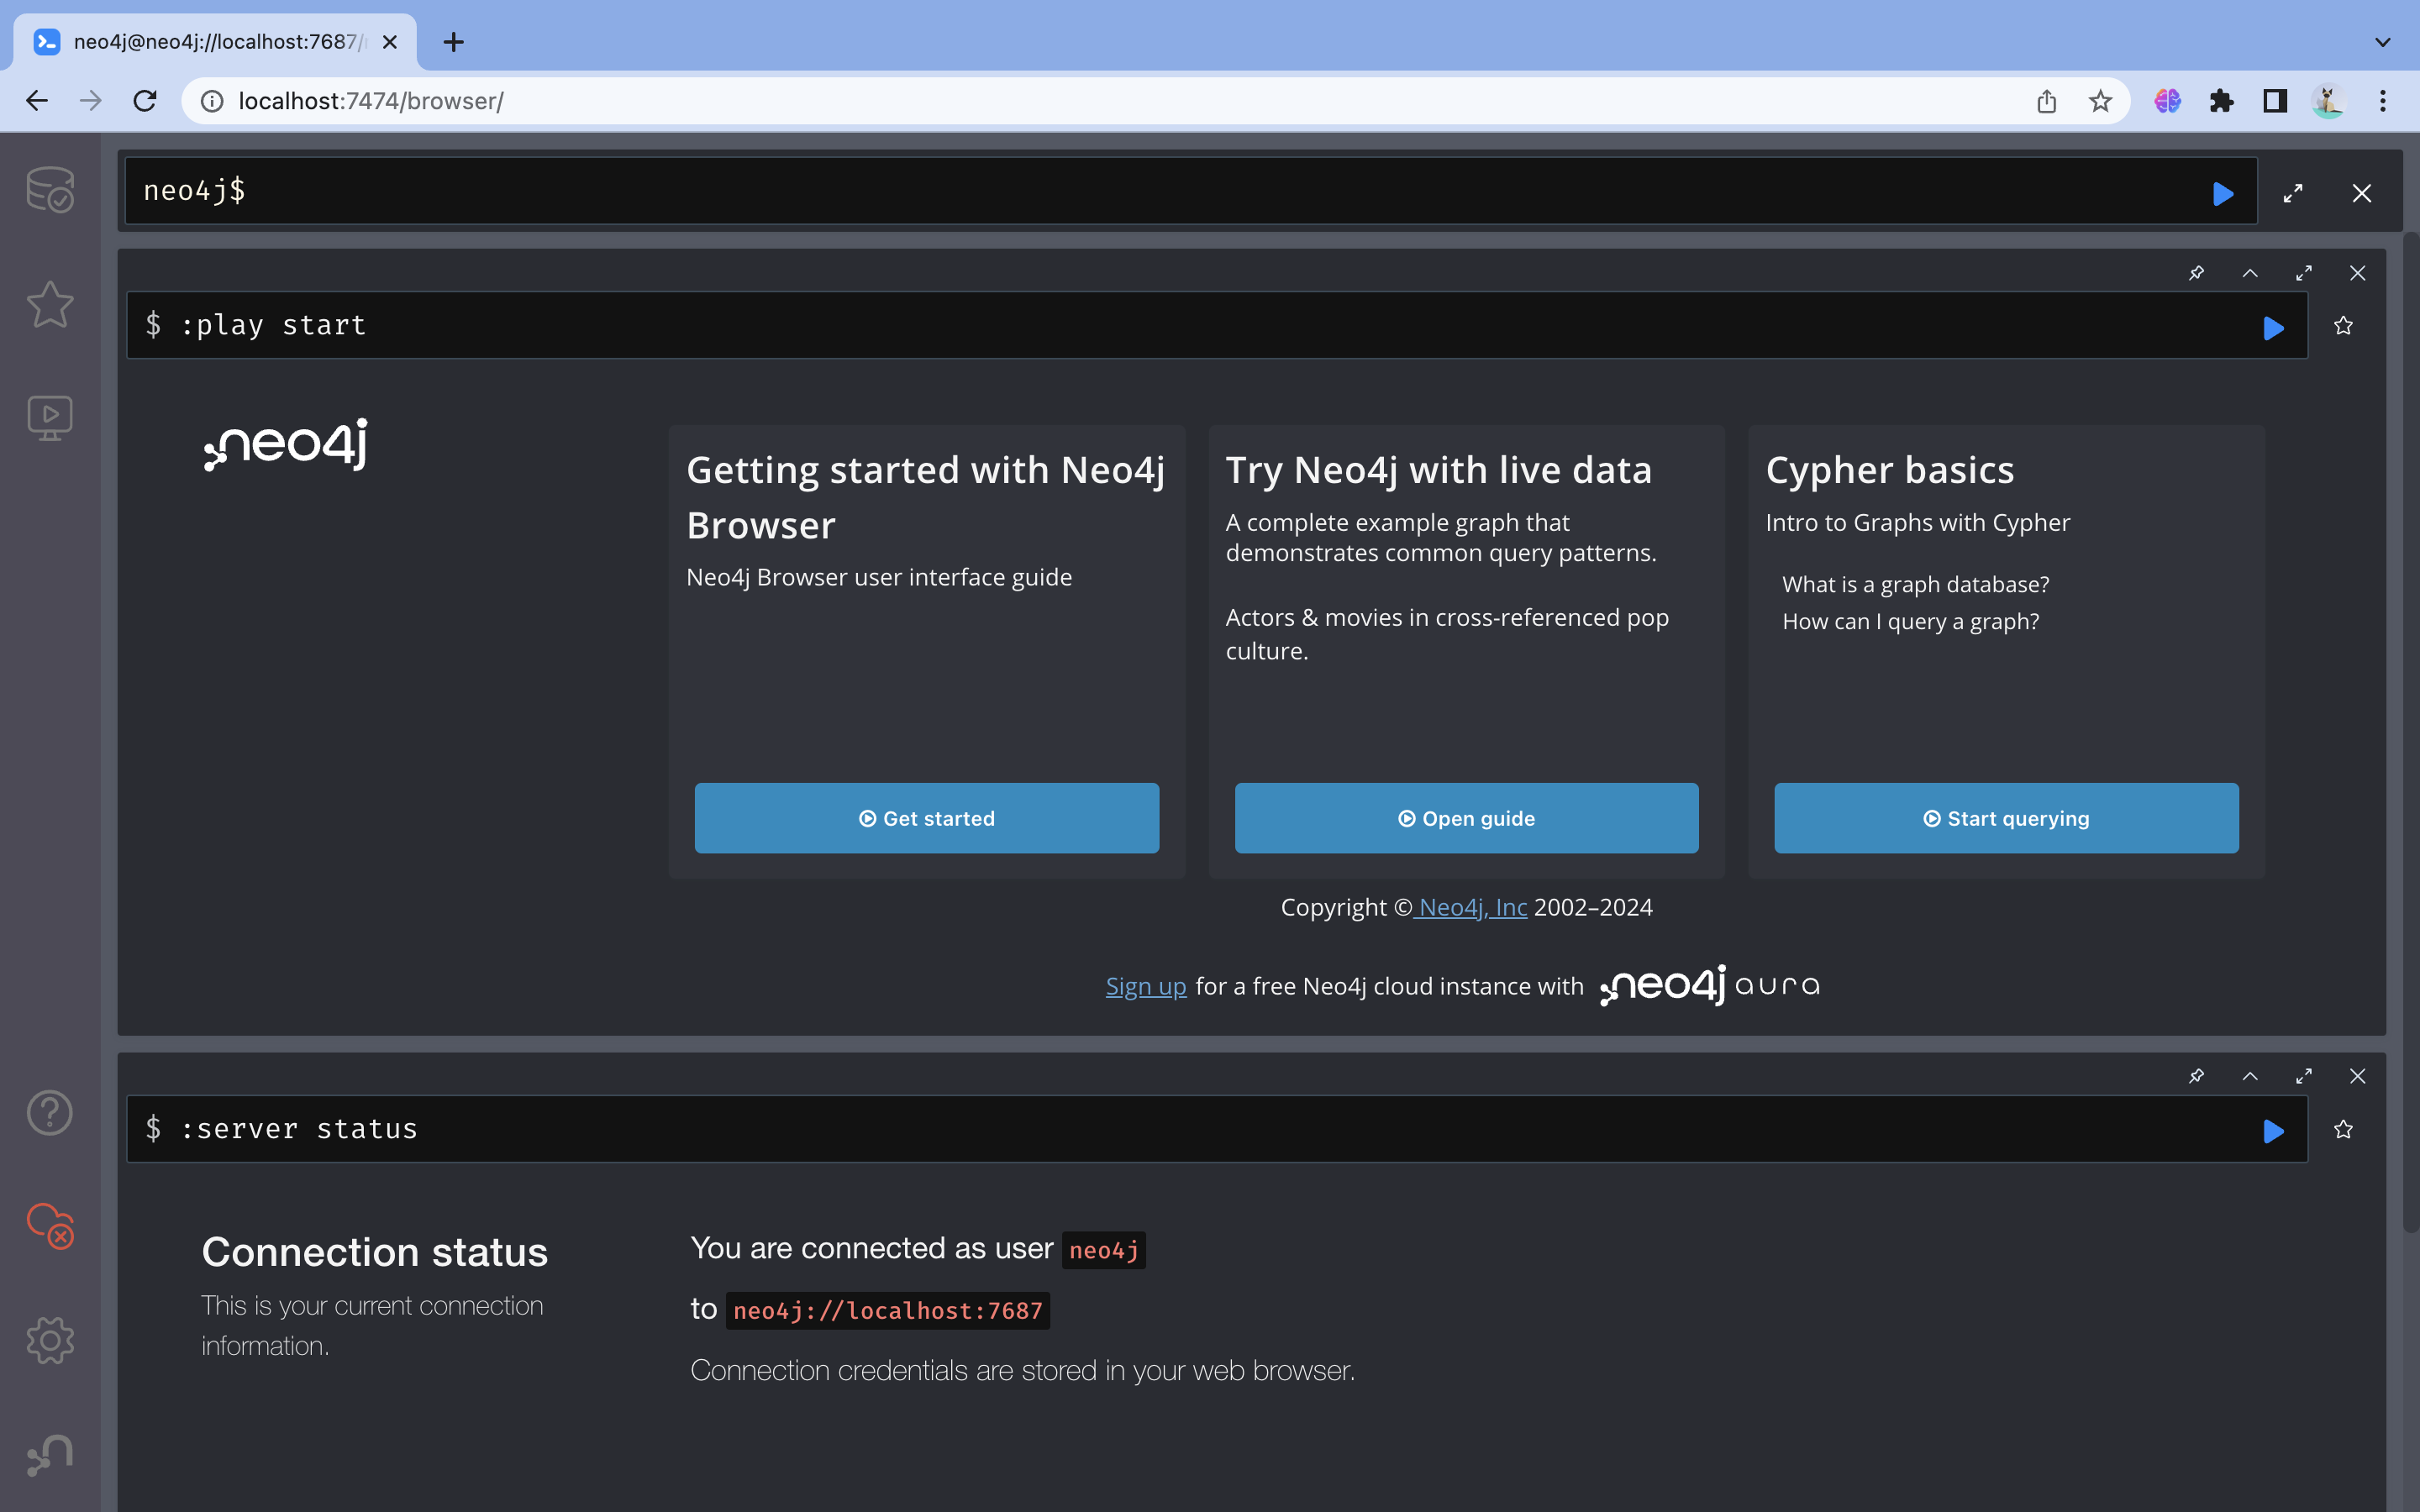 neo4j@neo4j://localhost:7687/
localhost:7474/browser/
neo4j$
$ :play start
neo4j
Getting started with Neo4j
Browser
Neo4j Browser user interface guide
Get started
Try Neo4j with live data
A complete example graph that
demonstrates common query patterns.
Actors & movies in cross-referenced pop
culture.
Open guide
Cypher basics
Intro to Graphs with Cypher
What is a graph database?
How can I query a graph?
Start querying
Copyright © Neo4j, Inc 2002–2024
Sign up for a free Neo4j cloud instance with neo4j aura
$ :server status
Connection status
This is your current connection
information.
You are connected as user neo4j
to neo4j://localhost:7687
Connection credentials are stored in your web browser.